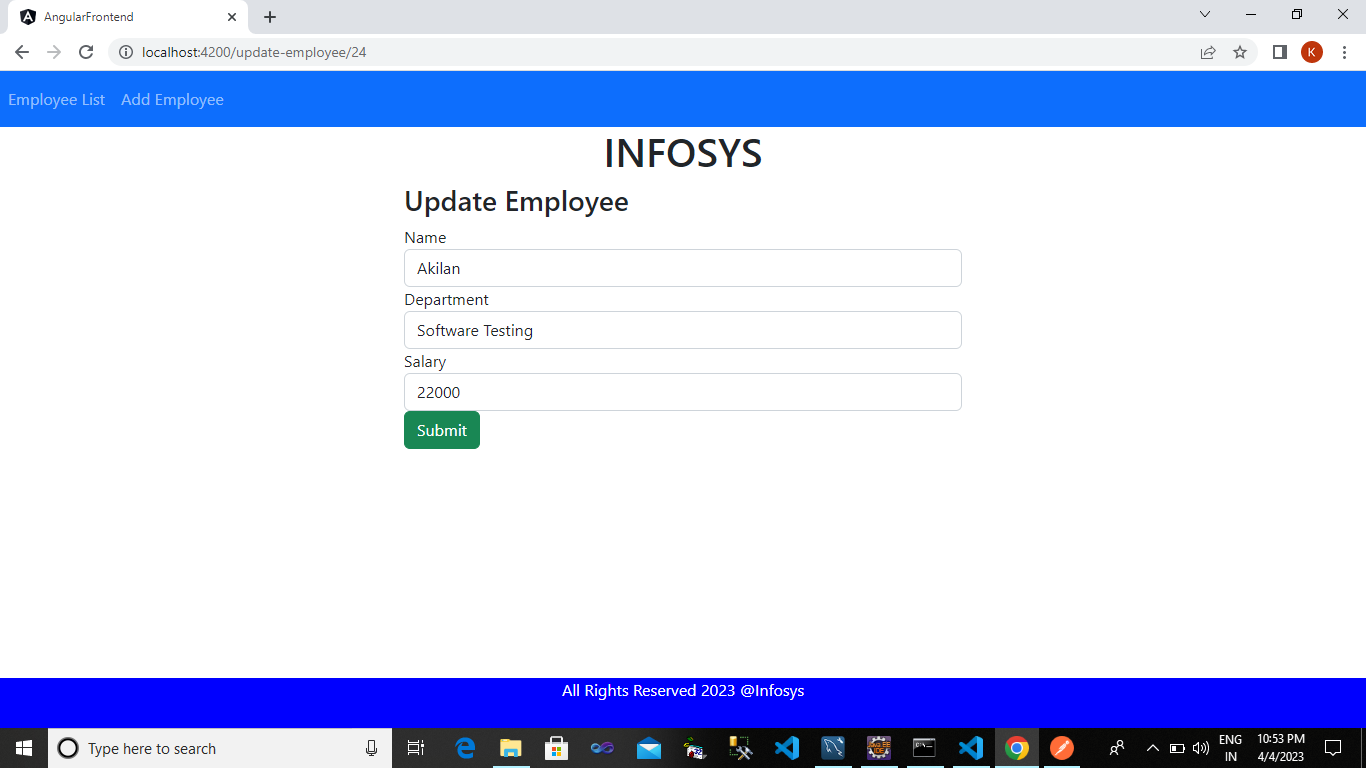 AngularFrontend
localhost:4200/update-employee/24
K
Employee List Add Employee
INFOSYS
Update Employee
Name
Akilan
Department
Software Testing
Salary
22000
Submit
All Rights Reserved 2023 @Infosys
Type here to search
ENG
IN
10:53 PM
4/4/2023